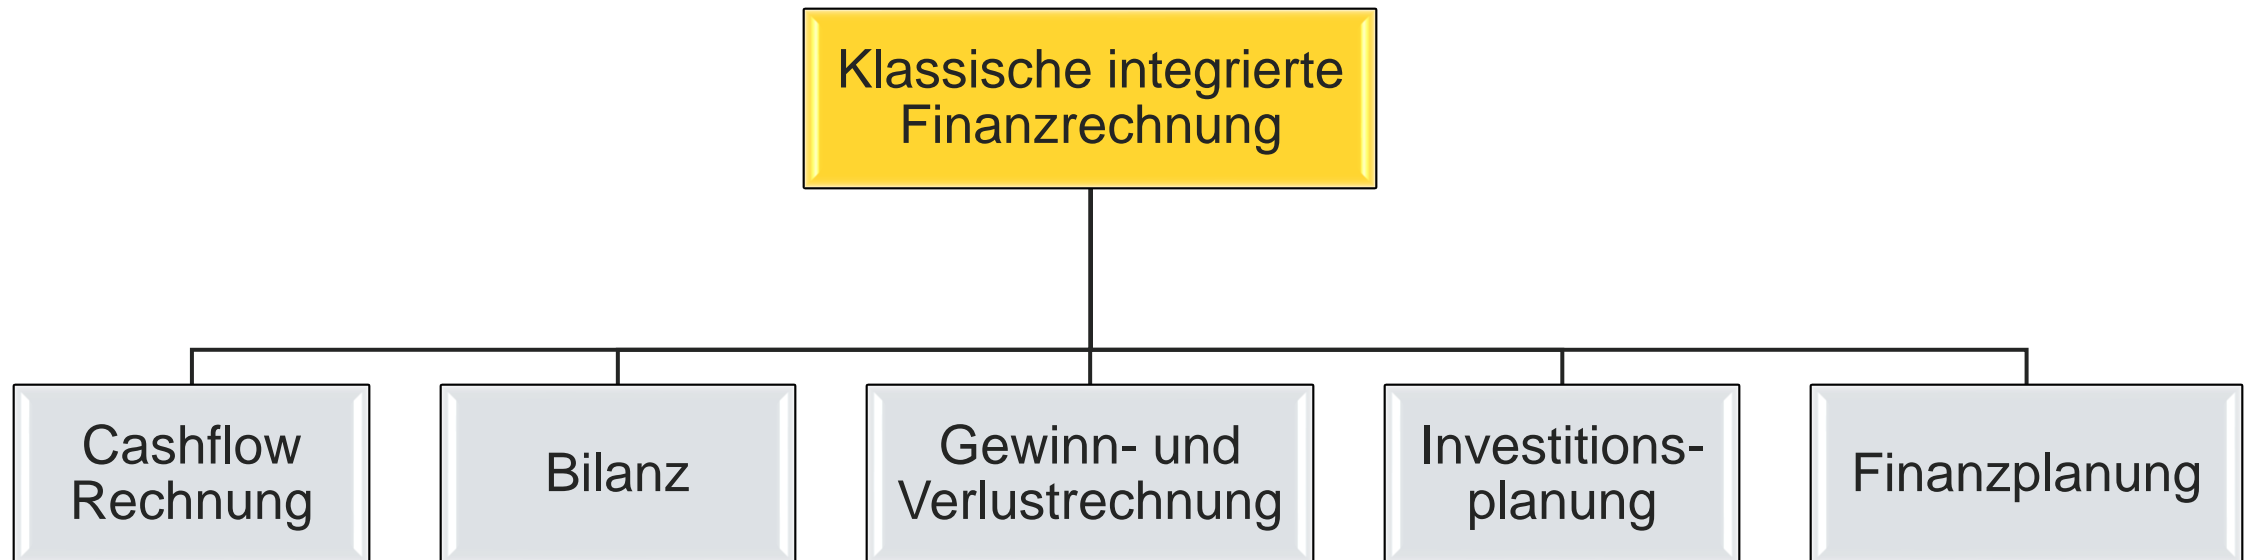 Klassische integrierte
Finanzrechnung
Cashflow
Rechnung
Bilanz
Gewinn- und
Verlustrechnung
Investitions-
planung
Finanzplanung